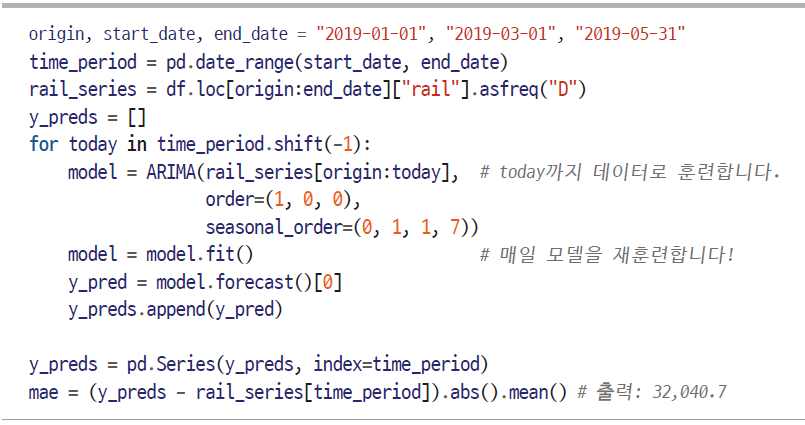 origin, start_date, end_date = "2019-01-01", "2019-03-01", "2019-05-31"
time_period = pd.date_range(start_date, end_date)
rail_series = df.loc[origin:end_date]["rail"].asfreq("D")
y_preds = []
for today in time_period.shift(-1):
    model = ARIMA(rail_series[origin:today],  # today까지 데이터로 훈련합니다.
                  order=(1, 0, 0),
                  seasonal_order=(0, 1, 1, 7))
    model = model.fit()                       # 매일 모델을 재훈련합니다!
    y_pred = model.forecast()[0]
    y_preds.append(y_pred)

y_preds = pd.Series(y_preds, index=time_period)
mae = (y_preds - rail_series[time_period]).abs().mean() # 출력: 32,040.7